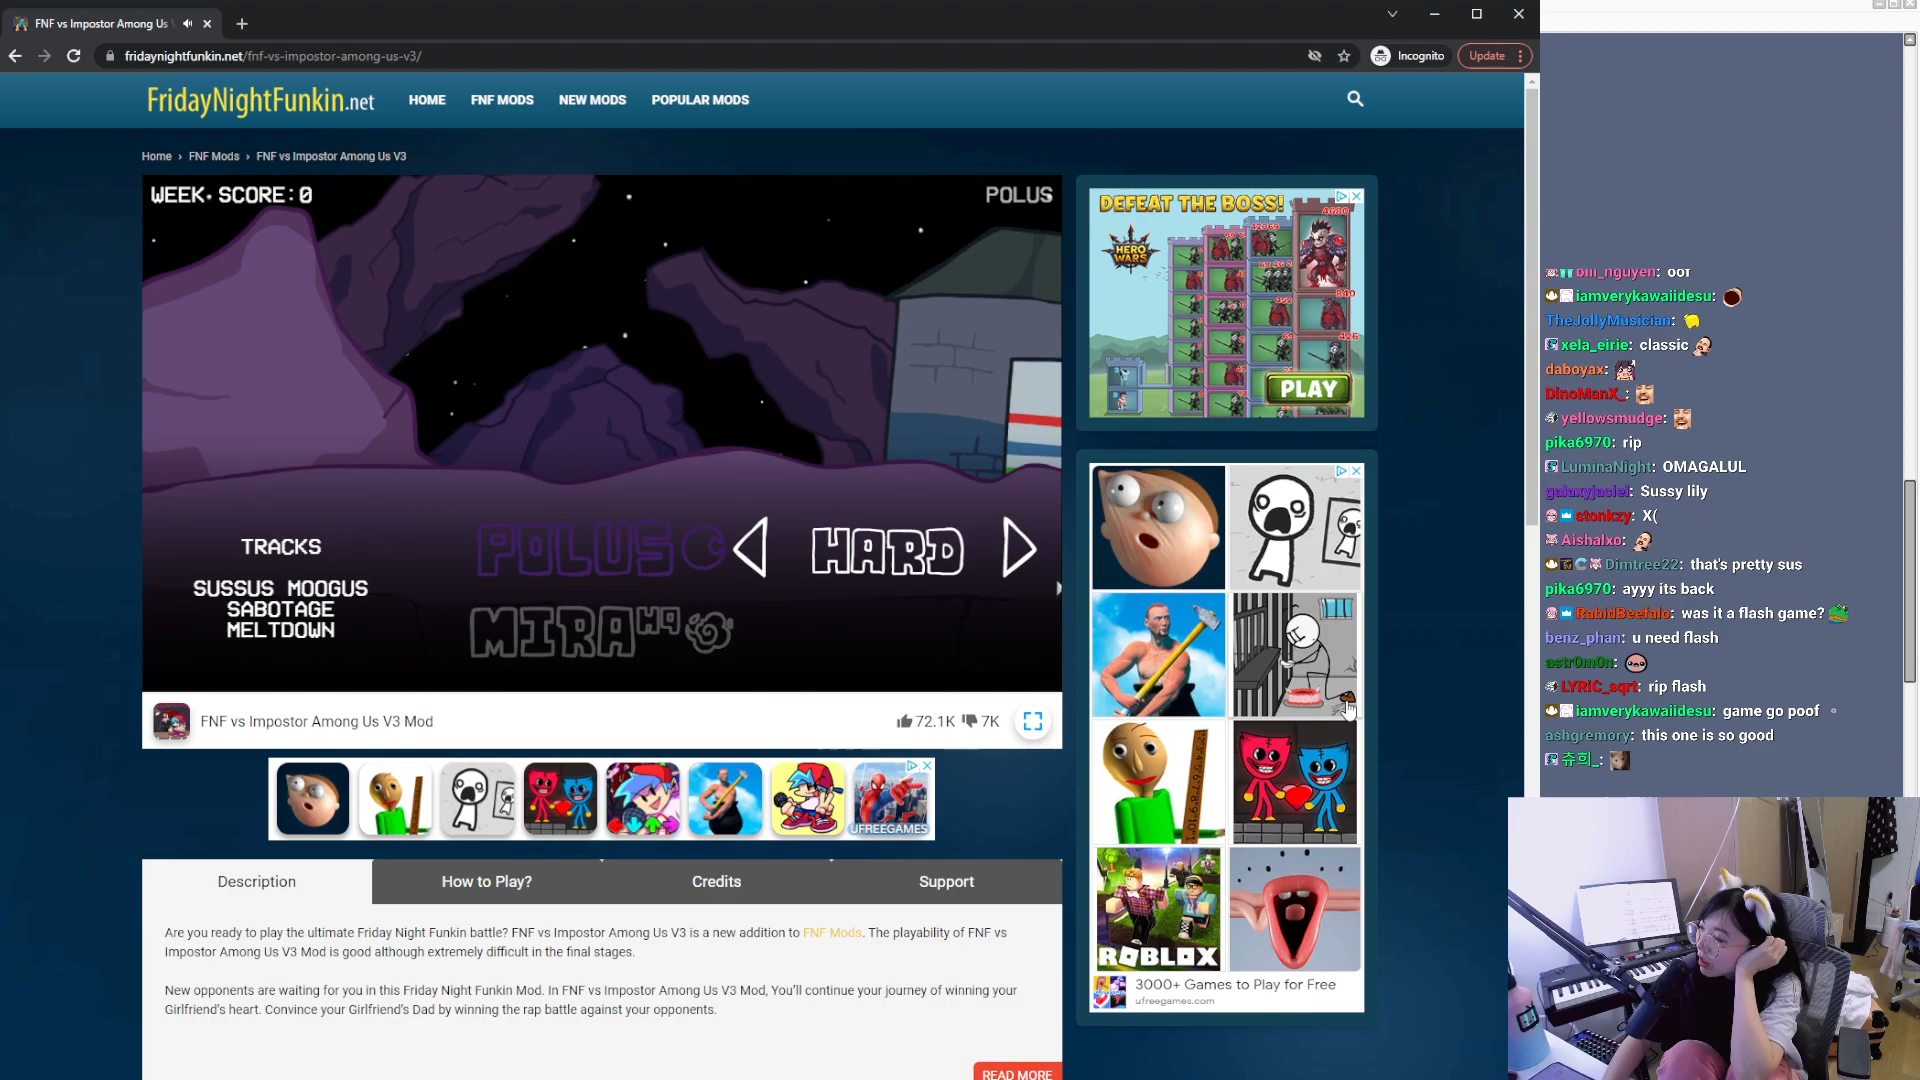 FNF vs Impostor Among Us
fridaynightfunkin.net/fnf-vs-impostor-among-us-v3/
Incognito
Update
FridayNightFunkin.net
HOME
FNF MODS
NEW MODS
POPULAR MODS
Home › FNF Mods › FNF vs Impostor Among Us V3
WEEK SCORE:0
POLUS
TRACKS
SUSSUS MOOGUS
SABOTAGE
MELTDOWN
POLUS
HARD
MIRA HQ
FNF vs Impostor Among Us V3 Mod
72.1K
7K
UFREEGAMES
Description
How to Play?
Credits
Support
Are you ready to play the ultimate Friday Night Funkin battle? FNF vs Impostor Among Us V3 is a new addition to FNF Mods. The playability of FNF vs
Impostor Among Us V3 Mod is good although extremely difficult in the final stages.
New opponents are waiting for you in this Friday Night Funkin Mod. In FNF vs Impostor Among Us V3 Mod, You'll continue your journey of winning your
Girlfriend's heart. Convince your Girlfriend's Dad by winning the rap battle against your opponents.
READ MORE
DEFEAT THE BOSS!
HERO
WARS
4680
42069
840
426
PLAY
ROBLOX
3000+ Games to Play for Free
ufreegames.com
biii_nguyen: oof
iamverykawaiidesu:
TheJollyMusician:
xela_eirie: classic
daboyax:
DinoManX_:
yellowsmudge:
pika6970: rip
LuminaNight: OMAGALUL
galaxyjaciel: Sussy lily
stonkzy: X(
Aishalxo:
Dimtree22: that's pretty sus
pika6970: ayyy its back
RabidBeefalo: was it a flash game?
benz_phan: u need flash
astr0m0n:
LYRiC_sqrt: rip flash
iamverykawaiidesu: game go poof
ashgremory: this one is so good
츄희_: